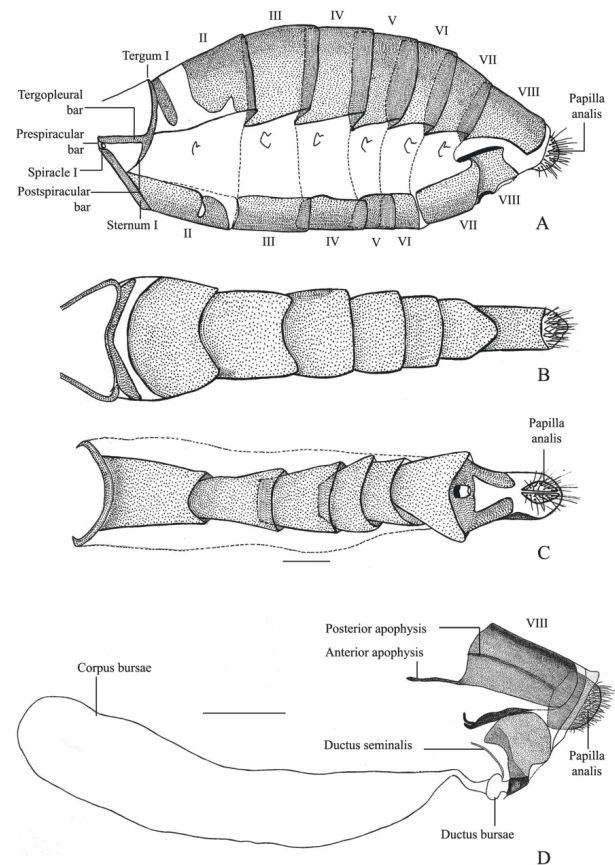 II
III
IV
V
VI
VII
VIII
Tergum I
Tergopleural
bar
Prespiracular
bar
Spiracle I
Postspiracular
bar
Sternum I
II
III
IV
V
VI
VII
VIII
Papilla
analis
A
B
Papilla
analis
C
VIII
Posterior apophysis
Anterior apophysis
Corpus bursae
Ductus seminalis
Papilla
analis
Ductus bursae
D